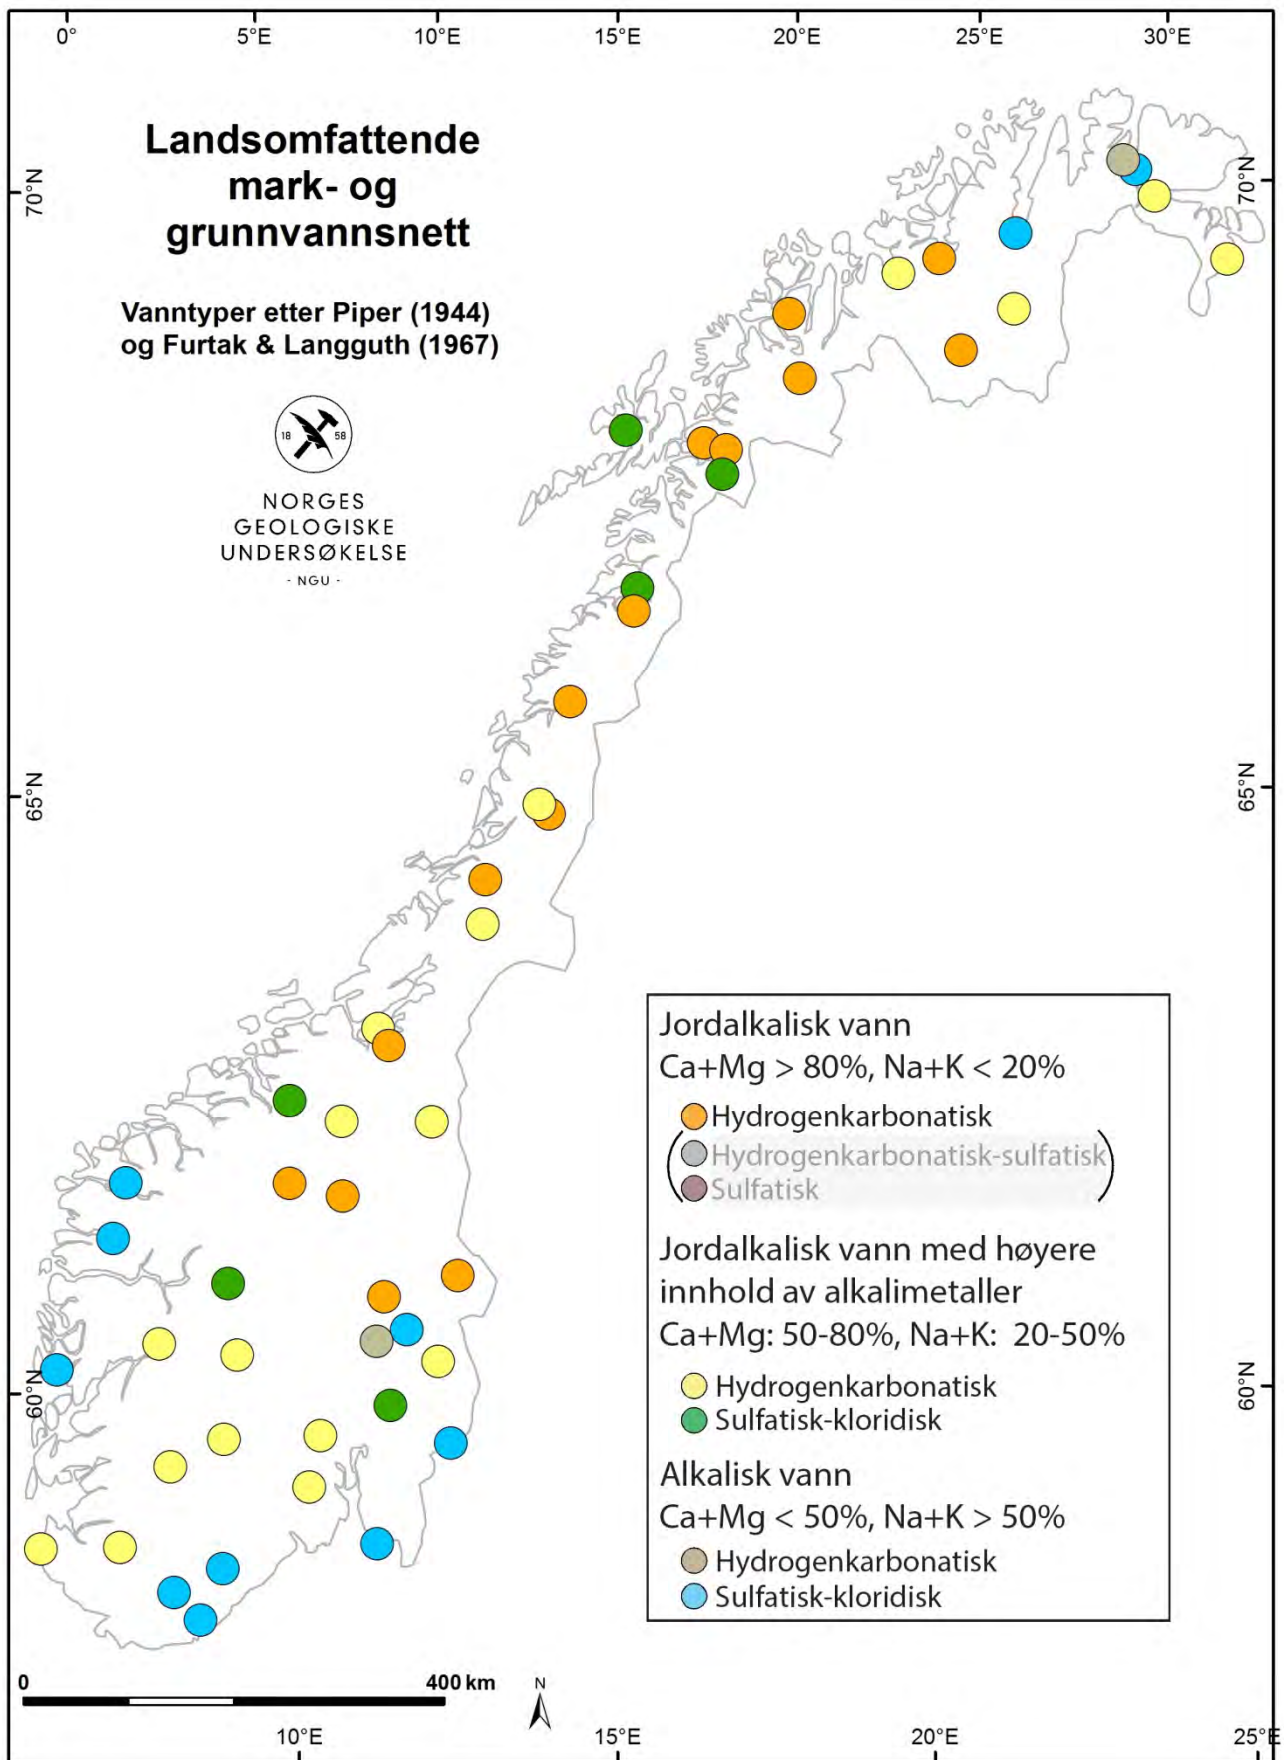 0° 5°E 10°E 15°E 20°E 25°E 30°E
Landsomfattende
mark- og
grunnvannsnett
70°N
70°N
Vanntyper etter Piper (1944)
og Furtak & Langguth (1967)
18 58
NORGES
GEOLOGISKE
UNDERSØKELSE
- NGU -
65°N
65°N
Jordalkalisk vann
Ca+Mg > 80%, Na+K < 20%
Hydrogenkarbonatisk
(Hydrogenkarbonatisk-sulfatisk
Sulfatisk)
Jordalkalisk vann med høyere
innhold av alkalimetaller
Ca+Mg: 50-80%, Na+K: 20-50%
Hydrogenkarbonatisk
Sulfatisk-kloridisk
60°N
60°N
Alkalisk vann
Ca+Mg < 50%, Na+K > 50%
Hydrogenkarbonatisk
Sulfatisk-kloridisk
0 400 km
N
10°E 15°E 20°E 25°E